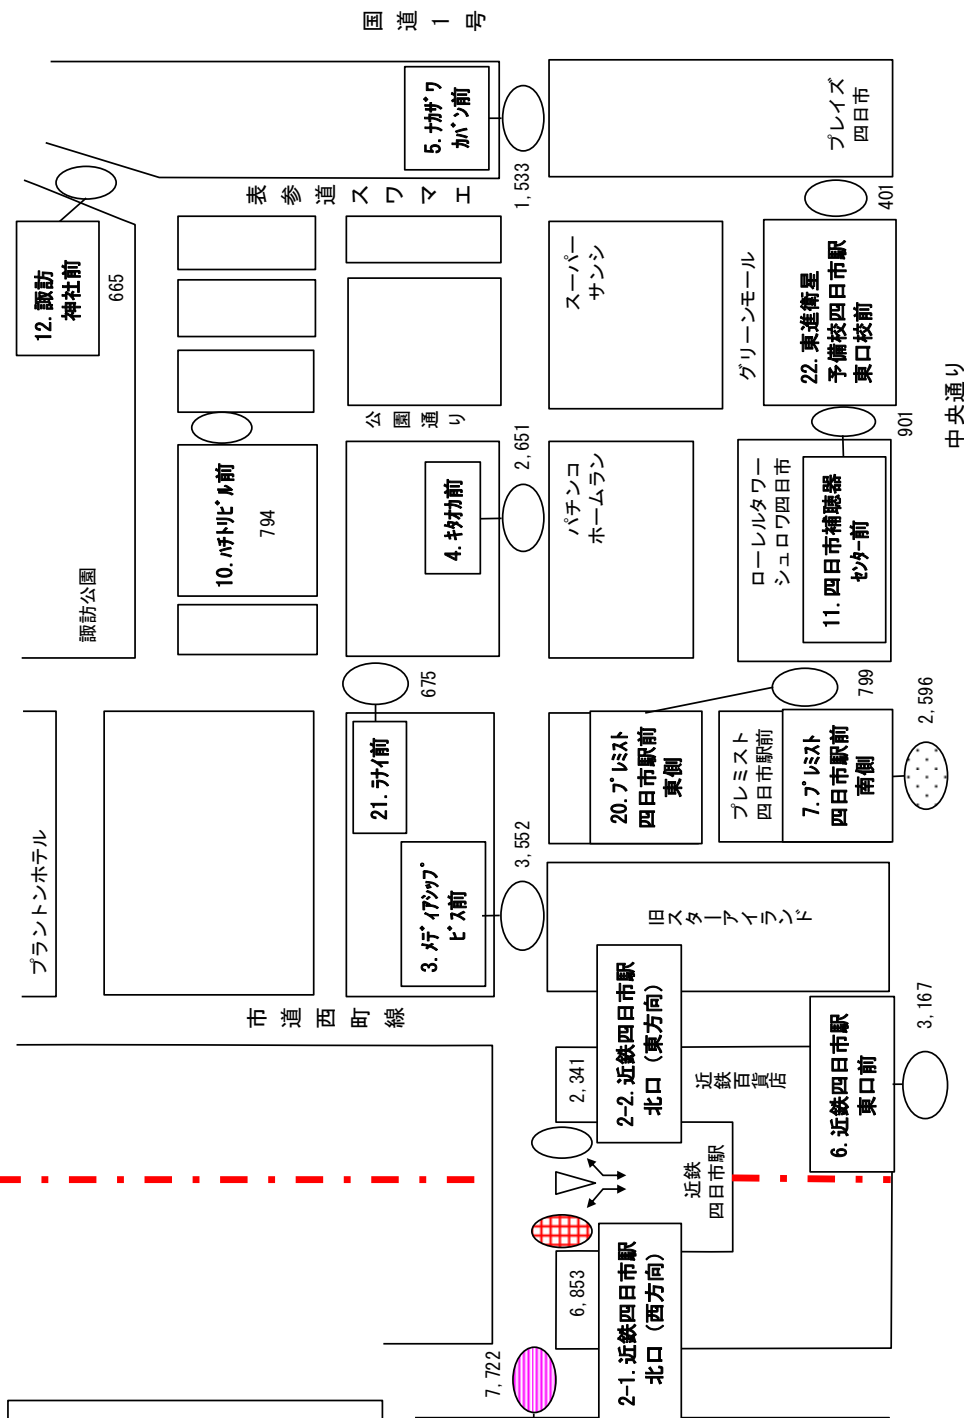 国道1号
5. ナカザワ
カバン前
1,533
プレイズ
四日市
表参道スワマエ
12. 諏訪
神社前
665
スーパー
サンシ
グリーンモール
401
22. 東進衛星
予備校四日市駅
東口校前
中央通り
公園通り
諏訪公園
10. ハチトリビル前
794
4. キタオカ前
2,651
パチンコ
ホームラン
ローレルタワー
シュロワ四日市
901
11. 四日市補聴器
センター前
675
21. ラナイ前
プラントンホテル
3. メディアシップ
ビス前
3,552
20. プレミスト
四日市駅前
東側
プレミスト
四日市駅前
799
7. プレミスト
四日市駅前
南側
2,596
旧スターアイランド
市道西町線
2-2. 近鉄四日市駅
北口（東方向）
2,341
近鉄
百貨店
6. 近鉄四日市駅
東口前
3,167
近鉄
四日市駅
6,853
2-1. 近鉄四日市駅
北口（西方向）
7,722